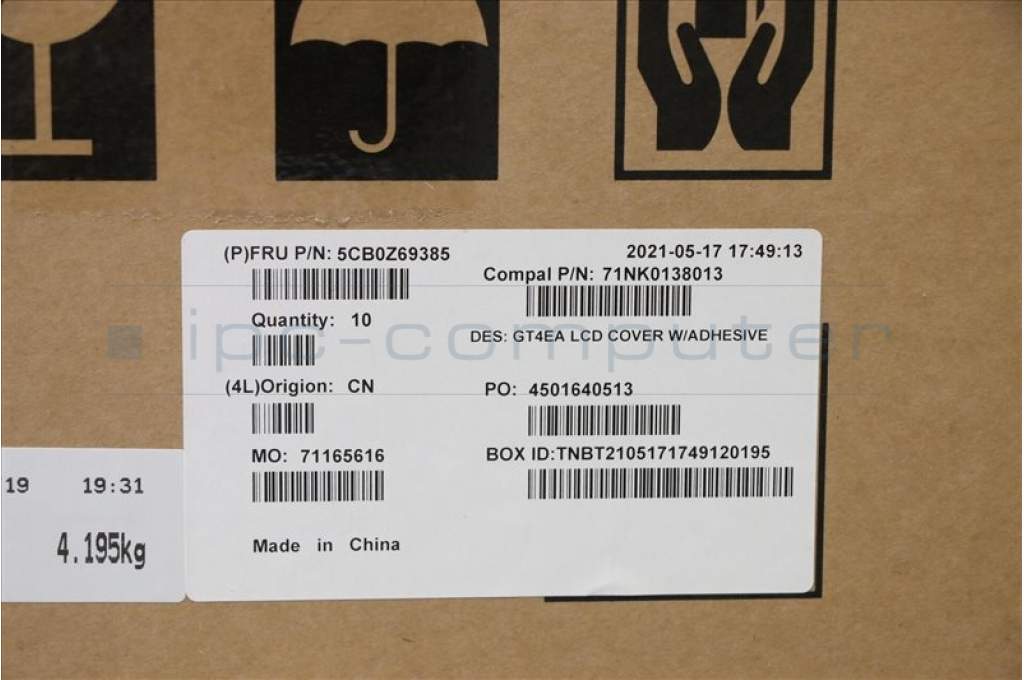 (P)FRU P/N: 5CB0Z69385
2021-05-17 17:49:13
Compal P/N: 71NK0138013
Quantity: 10
DES: GT4EA LCD COVER W/ADHESIVE
ipc-computer
(4L)Origion: CN
PO: 4501640513
MO: 71165616
BOX ID:TNBT2105171749120195
Made in China
19 19:31
4.195kg